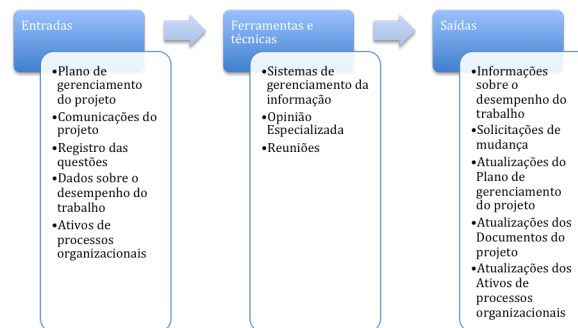 Entradas
•Plano de
gerenciamento
do projeto
•Comunicações do
projeto
•Registro das
questões
•Dados sobre o
desempenho do
trabalho
•Ativos de
processos
organizacionais
Ferramentas e
técnicas
•Sistemas de
gerenciamento da
informação
•Opinião
Especializada
•Reuniões
Saídas
•Informações
sobre o
desempenho do
trabalho
•Solicitações de
mudança
•Atualizações do
Plano de
gerenciamento
do projeto
•Atualizações dos
Documentos do
projeto
•Atualizações dos
Ativos de
processos
organizacionais